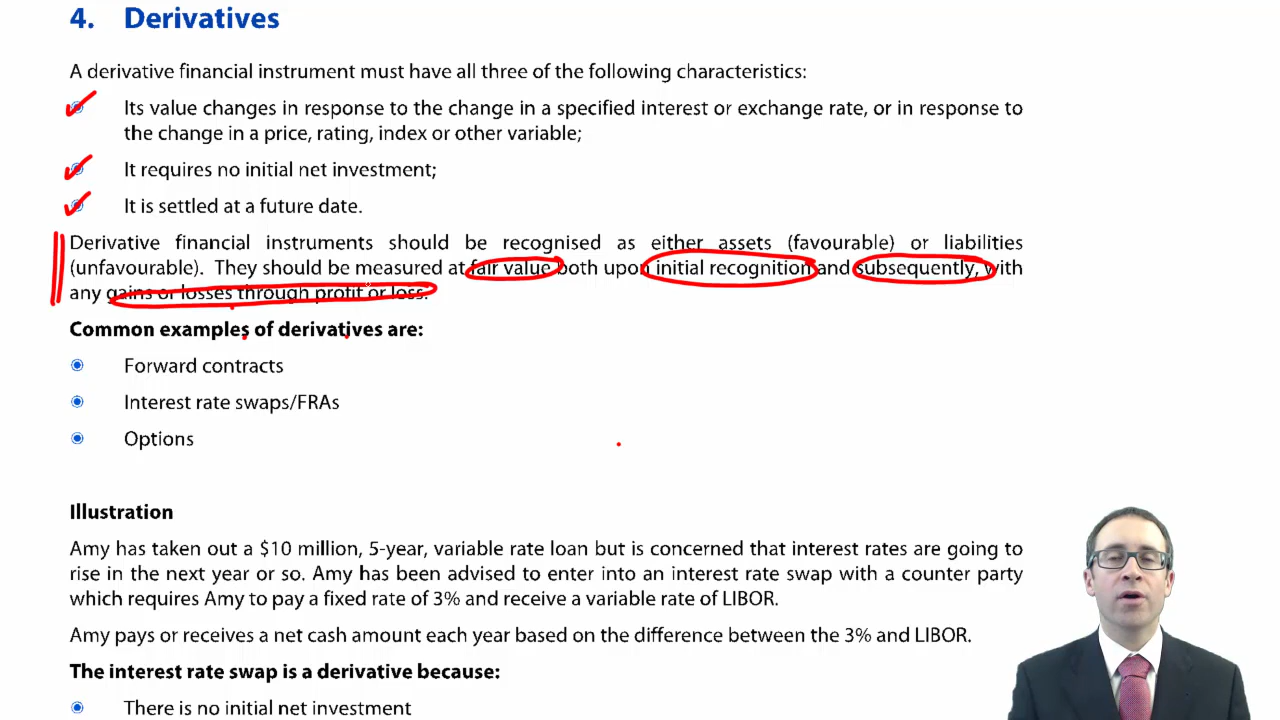 4. Derivatives
A derivative financial instrument must have all three of the following characteristics:
Its value changes in response to the change in a specified interest or exchange rate, or in response to
the change in a price, rating, index or other variable;
It requires no initial net investment;
It is settled at a future date.
Derivative financial instruments should be recognised as either assets (favourable) or liabilities
(unfavourable). They should be measured at fair value both upon initial recognition and subsequently, with
any gains or losses through profit or loss.
Common examples of derivatives are:
Forward contracts
Interest rate swaps/FRAs
Options
Illustration
Amy has taken out a $10 million, 5-year, variable rate loan but is concerned that interest rates are going to
rise in the next year or so. Amy has been advised to enter into an interest rate swap with a counter party
which requires Amy to pay a fixed rate of 3% and receive a variable rate of LIBOR.
Amy pays or receives a net cash amount each year based on the difference between the 3% and LIBOR.
The interest rate swap is a derivative because:
There is no initial net investment